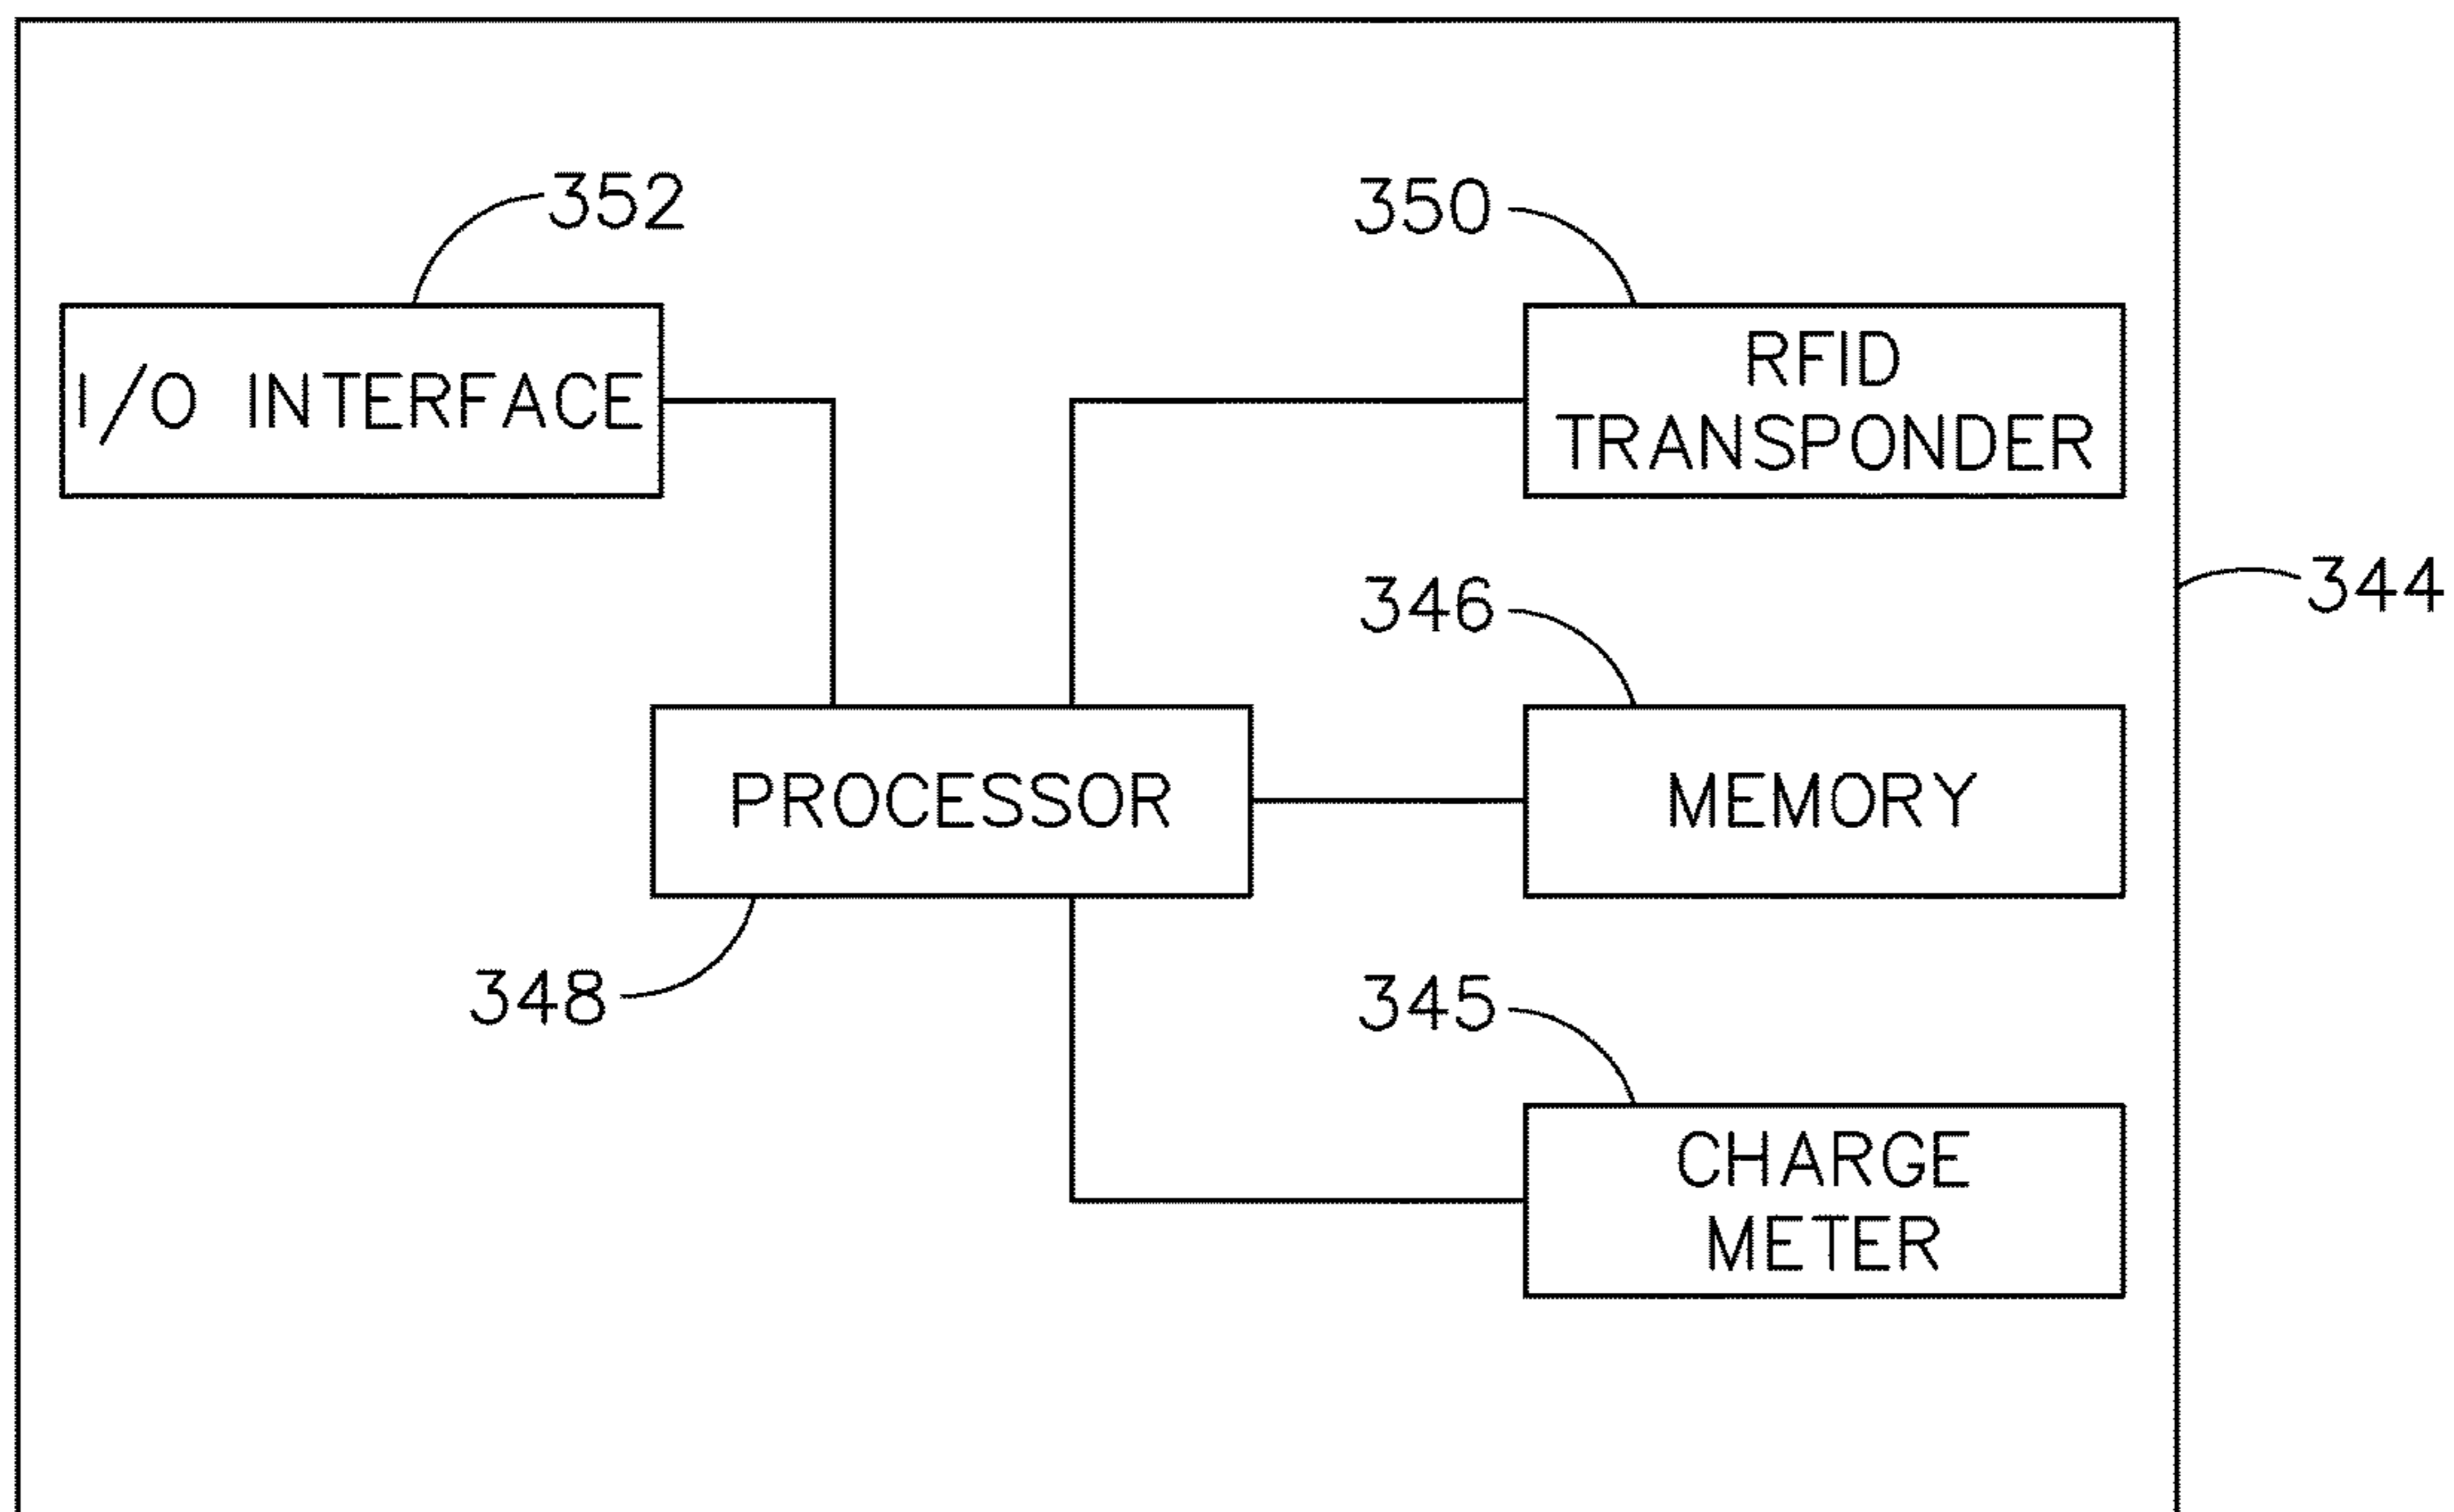 352
350
I/O INTERFACE
RFID
TRANSPONDER
344
346
PROCESSOR
MEMORY
348
345
CHARGE
METER